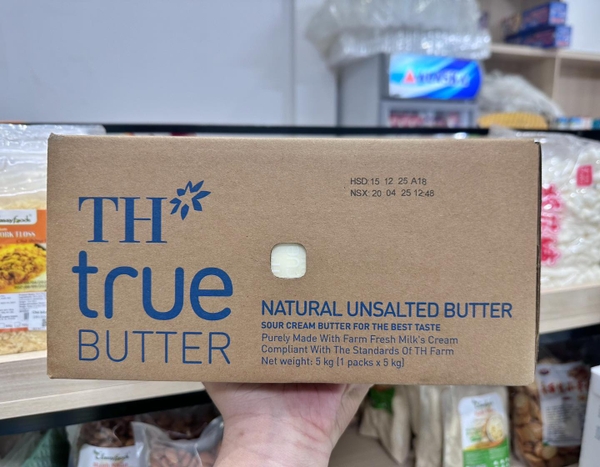 HSD: 15 12 25 A18
NSX: 20 04 25 12:48
TH
true
BUTTER
NATURAL UNSALTED BUTTER
SOUR CREAM BUTTER FOR THE BEST TASTE
Purely Made With Farm Fresh Milk's Cream
Compliant With The Standards Of TH Farm
Net weight: 5 kg (1 packs x 5 kg)